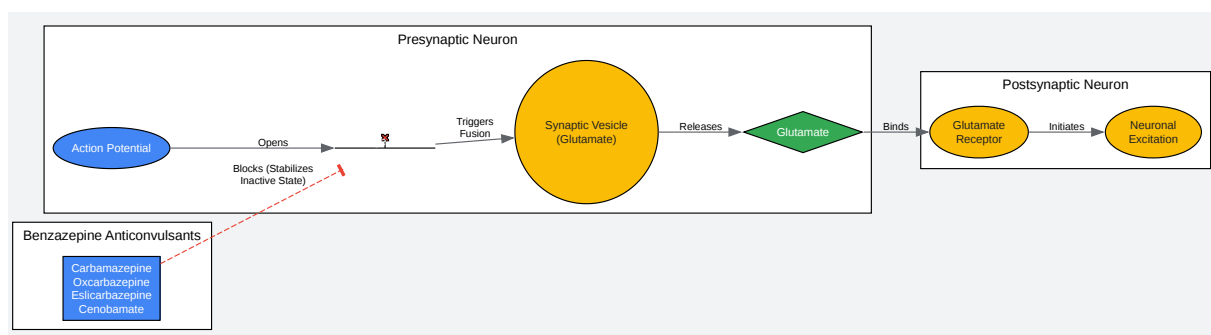 Presynaptic Neuron
Action Potential
Opens
Blocks (Stabilizes
Inactive State)
Triggers
Fusion
Synaptic Vesicle
(Glutamate)
Releases
Glutamate
Binds
Postsynaptic Neuron
Glutamate
Receptor
Initiates
Neuronal
Excitation
Benzazepine Anticonvulsants
Carbamazepine
Oxcarbazepine
Eslicarbazepine
Cenobamate